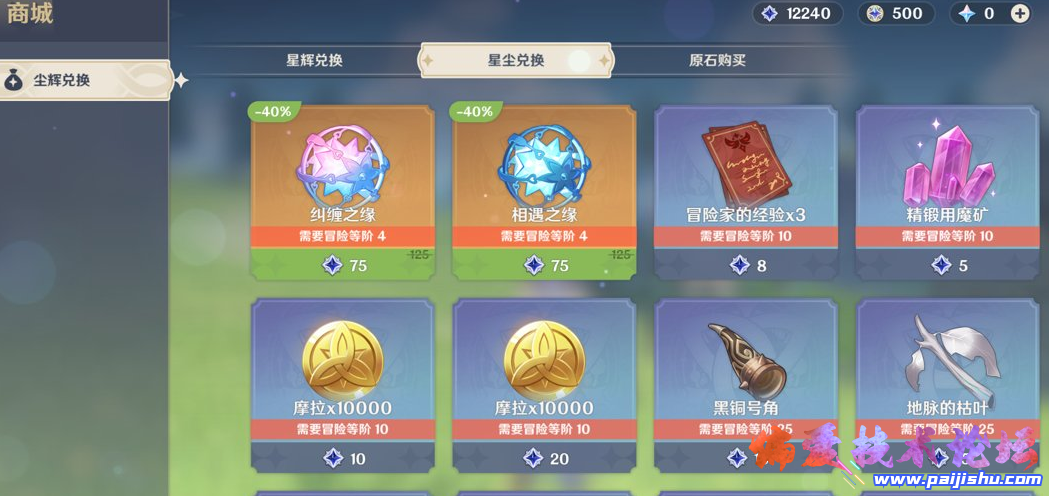 商城
12240
500
0
尘辉兑换
星辉兑换
星尘兑换
原石购买
-40%
-40%
纠缠之缘
相遇之缘
冒险家的经验x3
精锻用魔矿
需要冒险等阶 4
需要冒险等阶 4
需要冒险等阶 10
需要冒险等阶 10
75
125
75
125
8
5
摩拉x10000
摩拉x10000
黑铜号角
地脉的枯叶
需要冒险等阶 10
需要冒险等阶 10
需要冒险等阶 25
需要冒险等阶 25
10
20
技术论坛
www.paijishu.com